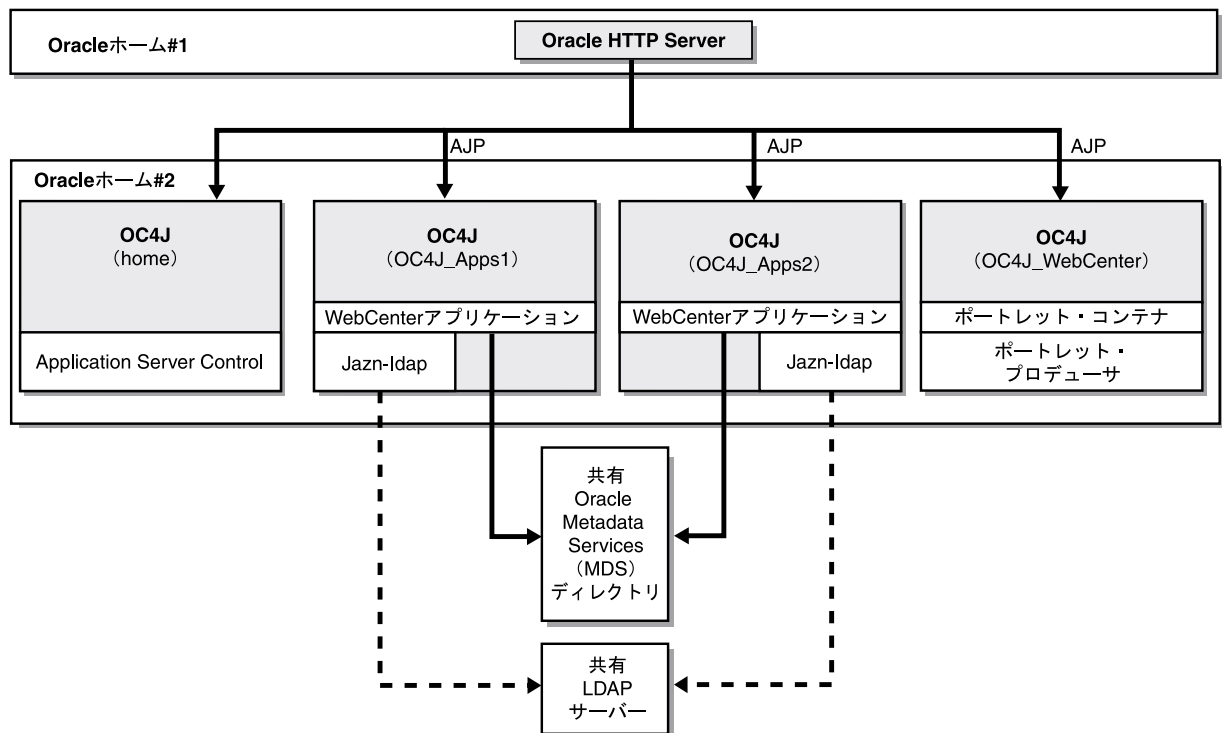 Oracleホーム#1
Oracle HTTP Server
AJP
AJP
AJP
Oracleホーム#2
OC4J
（home）
Application Server Control
OC4J
（OC4J_Apps1）
WebCenterアプリケーション
Jazn-ldap
OC4J
（OC4J_Apps2）
WebCenterアプリケーション
Jazn-ldap
OC4J
（OC4J_WebCenter）
ポートレット・コンテナ
ポートレット・
プロデューサ
共有
Oracle
Metadata
Services
（MDS）
ディレクトリ
共有
LDAP
サーバー